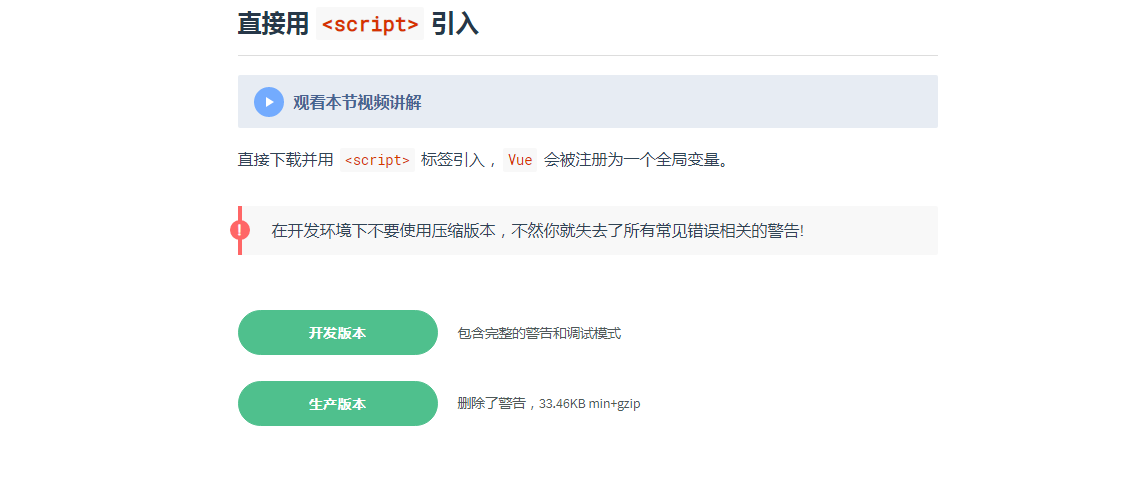 直接用 <script> 引入
观看本节视频讲解
直接下载并用 <script> 标签引入，Vue 会被注册为一个全局变量。
在开发环境下不要使用压缩版本，不然你就失去了所有常见错误相关的警告!
开发版本 包含完整的警告和调试模式
生产版本 删除了警告，33.46KB min+gzip